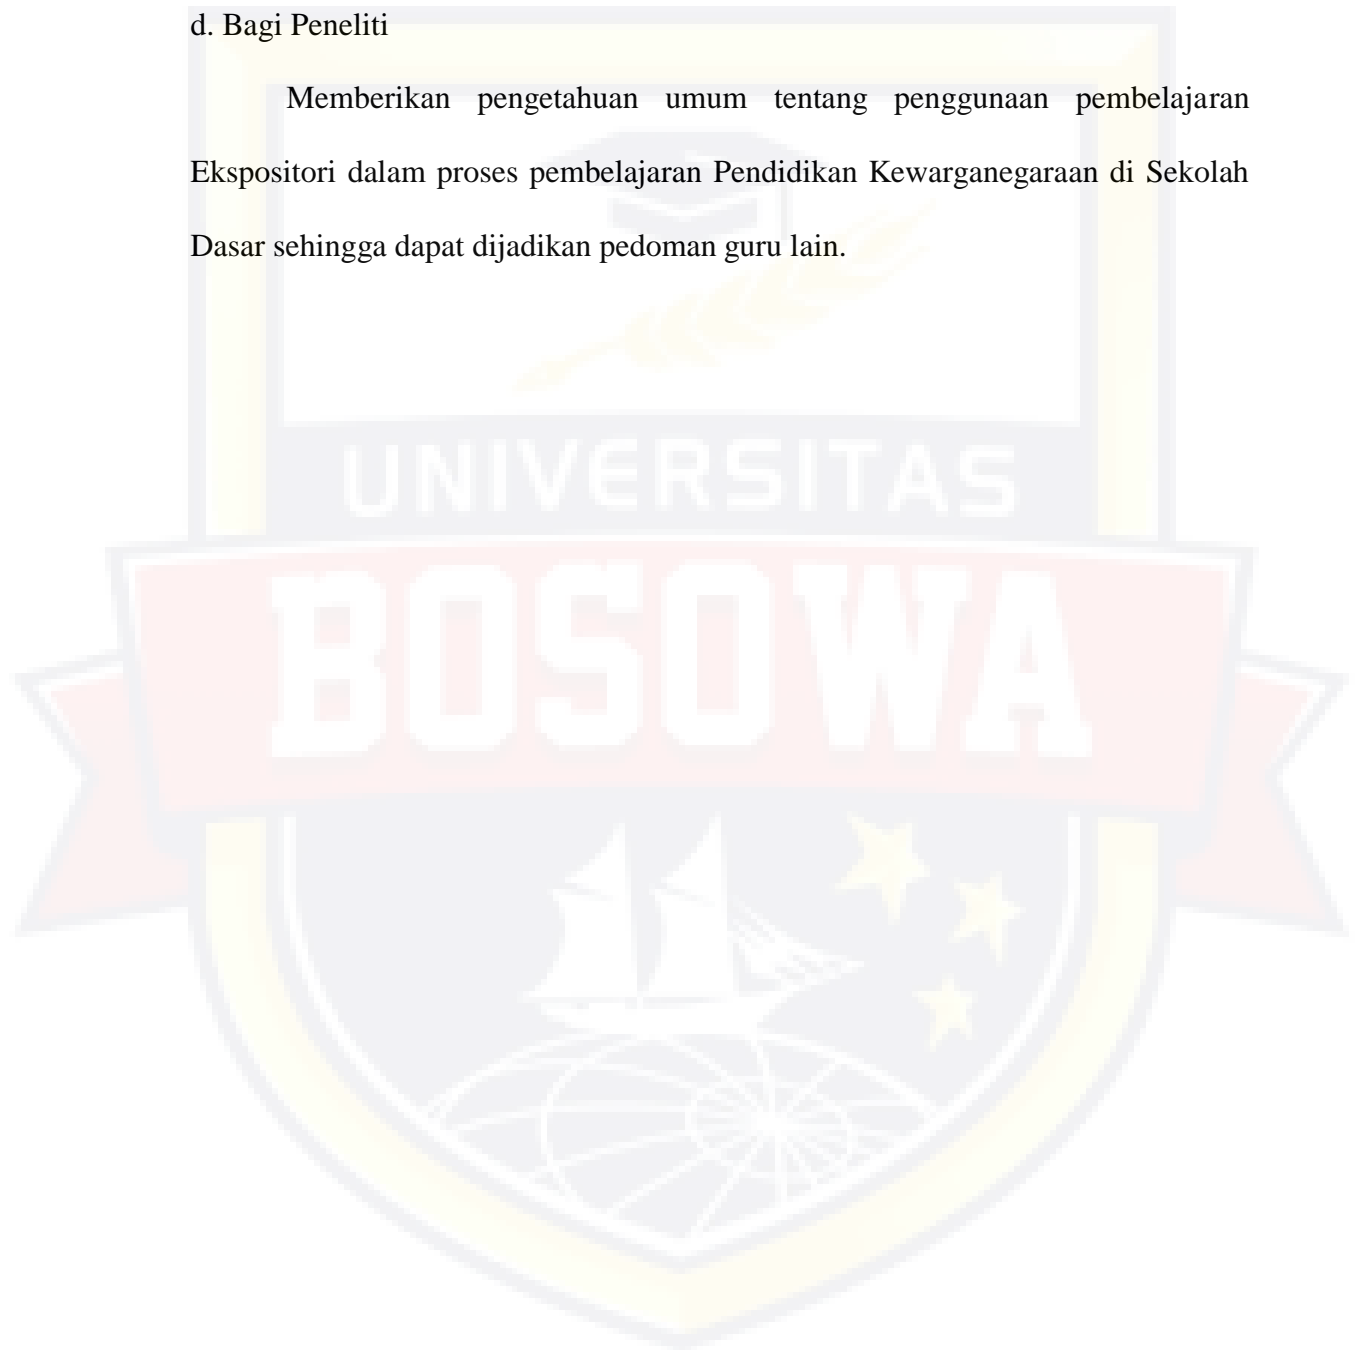 d. Bagi Peneliti
Memberikan pengetahuan umum tentang penggunaan pembelajaran
Ekspositori dalam proses pembelajaran Pendidikan Kewarganegaraan di Sekolah
Dasar sehingga dapat dijadikan pedoman guru lain.
UNIVERSITAS
BOSOWA